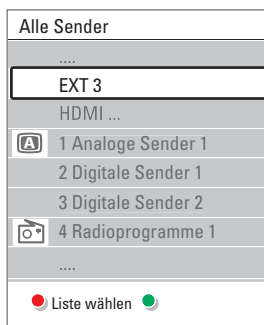 Alle Sender
....
EXT 3
HDMI ...
A 1 Analoge Sender 1
2 Digitale Sender 1
3 Digitale Sender 2
4 Radioprogramme 1
....
Liste wählen